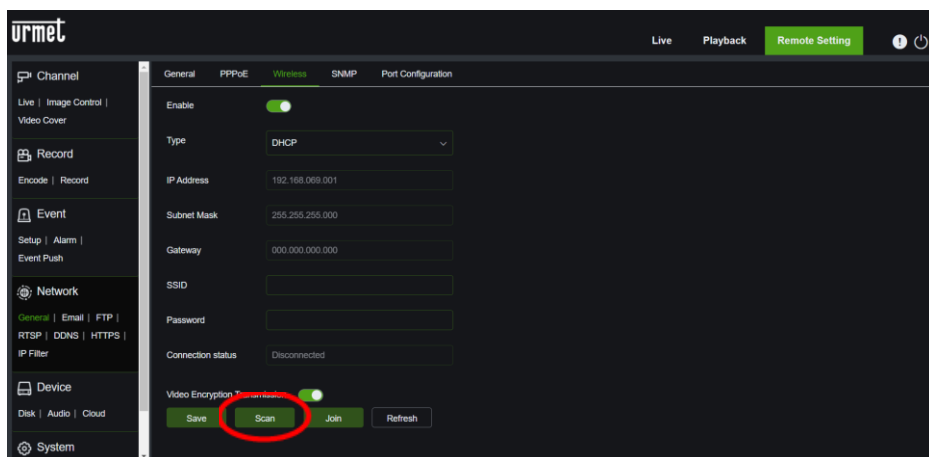 urmet
Live Playback Remote Setting
Channel
Live | Image Control |
Video Cover
Record
Encode | Record
Event
Setup | Alarm |
Event Push
Network
General | Email | FTP |
RTSP | DDNS | HTTPS |
IP Filter
Device
Disk | Audio | Cloud
System
General PPPoE Wireless SNMP Port Configuration
Enable
Type DHCP
IP Address 192.168.069.001
Subnet Mask 255.255.255.000
Gateway 000.000.000.000
SSID
Password
Connection status Disconnected
Video Encryption Transmission
Save Scan Join Refresh